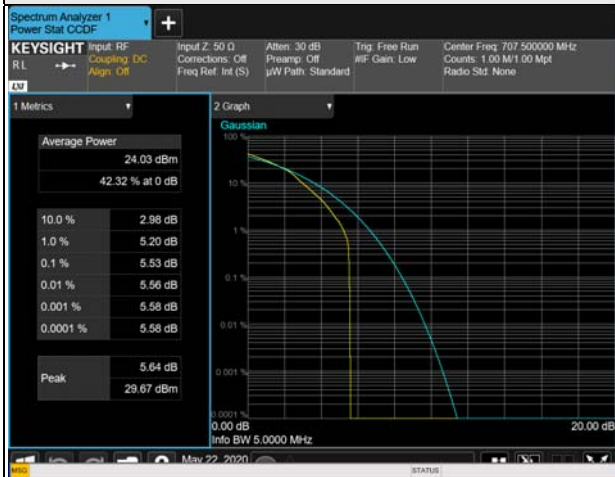 Spectrum Analyzer 1
Power Stat CCDF
+
KEYSIGHT
RL
LXI
Input: RF
Coupling: DC
Align: Off
Input Z: 50 Ω
Corrections: Off
Freq Ref: Int (S)
Atten: 30 dB
Preamp: Off
µW Path: Standard
Trig: Free Run
#IF Gain: Low
Center Freq: 707.500000 MHz
Counts: 1.00 M/1.00 Mpt
Radio Std: None
1 Metrics
Average Power
24.03 dBm
42.32 % at 0 dB
10.0 % 2.98 dB
1.0 % 5.20 dB
0.1 % 5.53 dB
0.01 % 5.56 dB
0.001 % 5.58 dB
0.0001 % 5.58 dB
Peak
5.64 dB
29.67 dBm
2 Graph
Gaussian
100 %
10 %
1 %
0.1 %
0.01 %
0.001 %
0.0001 %
0.00 dB 20.00 dB
Info BW 5.0000 MHz
May 22, 2020
MSG STATUS